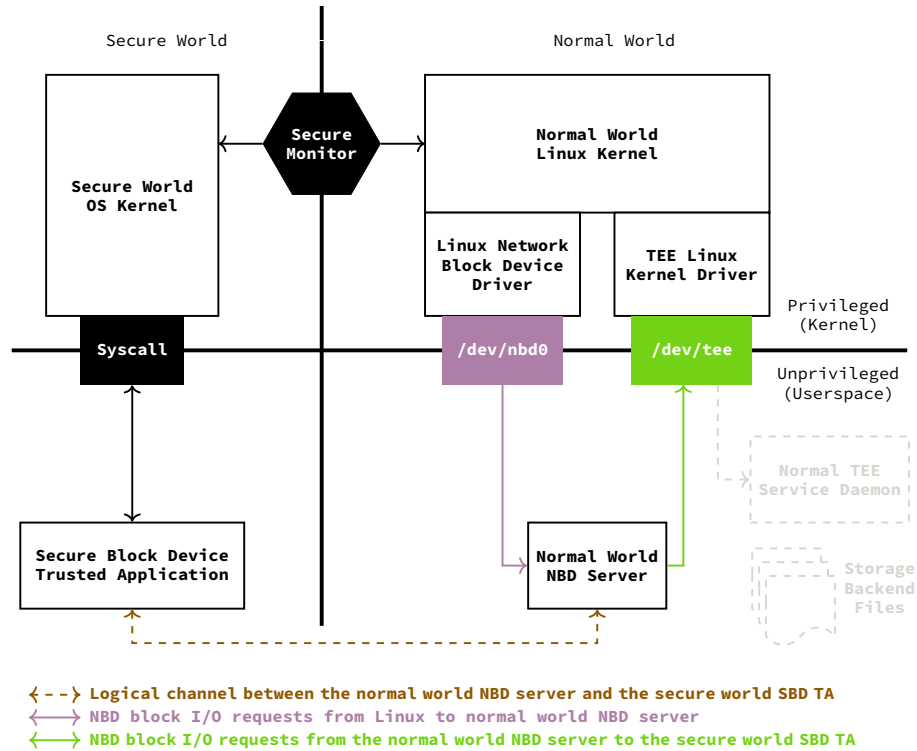 Secure World
Normal World
Secure
Monitor
Normal World
Linux Kernel
Secure World
OS Kernel
Linux Network
Block Device
Driver
TEE Linux
Kernel Driver
Privileged
(Kernel)
Syscall
/dev/nbd0
/dev/tee
Unprivileged
(Userspace)
Normal TEE
Service Daemon
Secure Block Device
Trusted Application
Normal World
NBD Server
Storage
Backend
Files
Logical channel between the normal world NBD server and the secure world SBD TA
NBD block I/O requests from Linux to normal world NBD server
NBD block I/O requests from the normal world NBD server to the secure world SBD TA